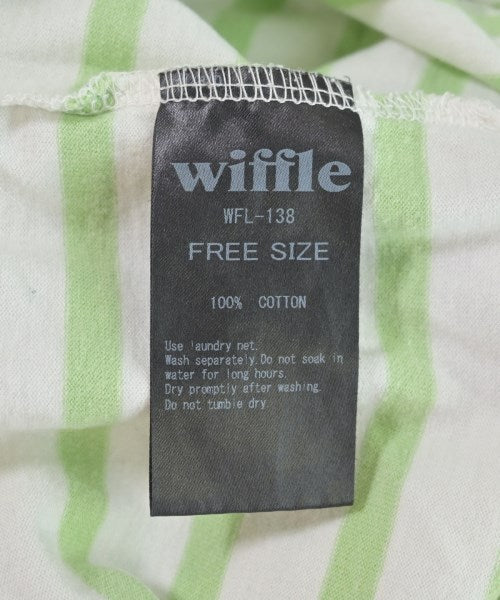 wiffle
WFL-138
FREE SIZE
100% COTTON
Use laundry net.
Wash separately.Do not soak in
water for long hours.
Dry promptly after washing.
Do not tumble dry